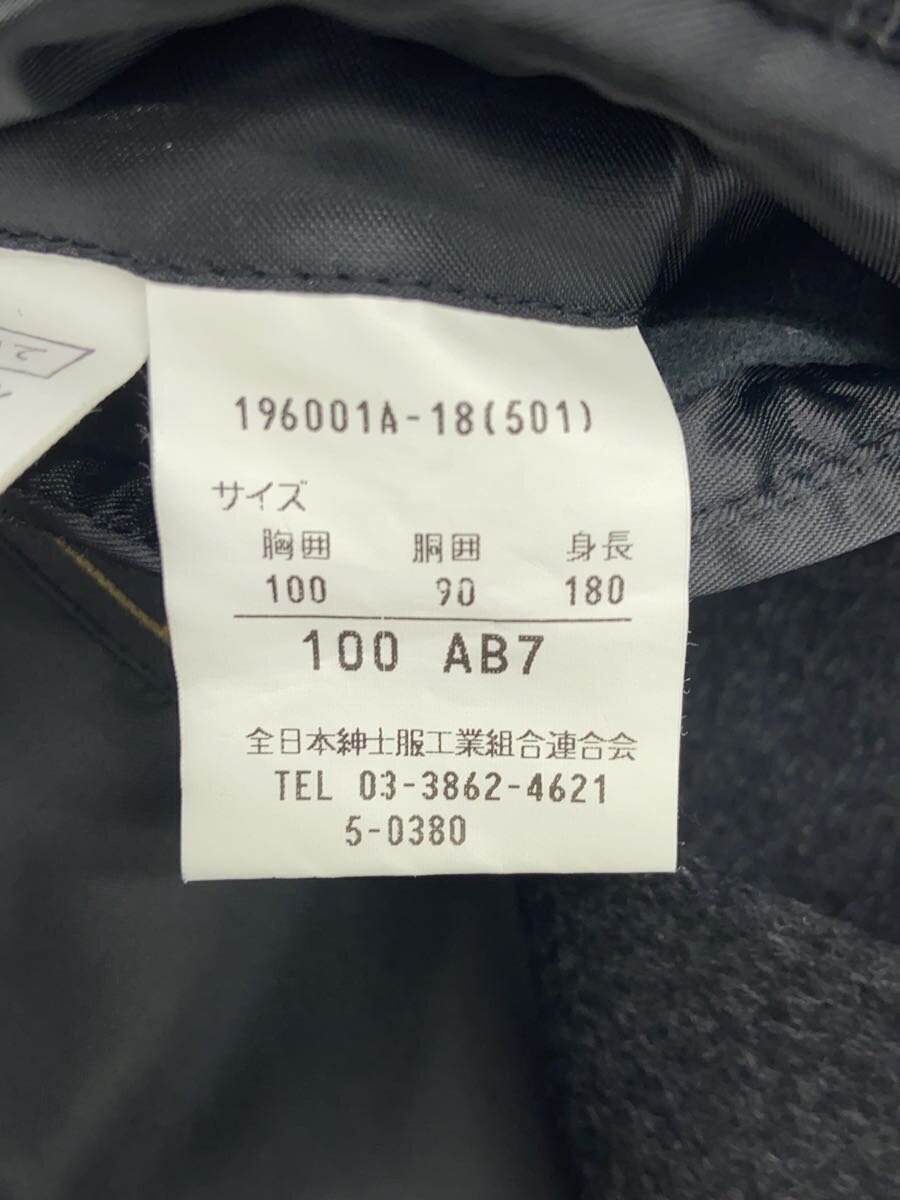 196001A-18(501)
サイズ
胸囲 胴囲 身長
100 90 180
100 AB7
全日本紳士服工業組合連合会
TEL 03-3862-4621
5-0380